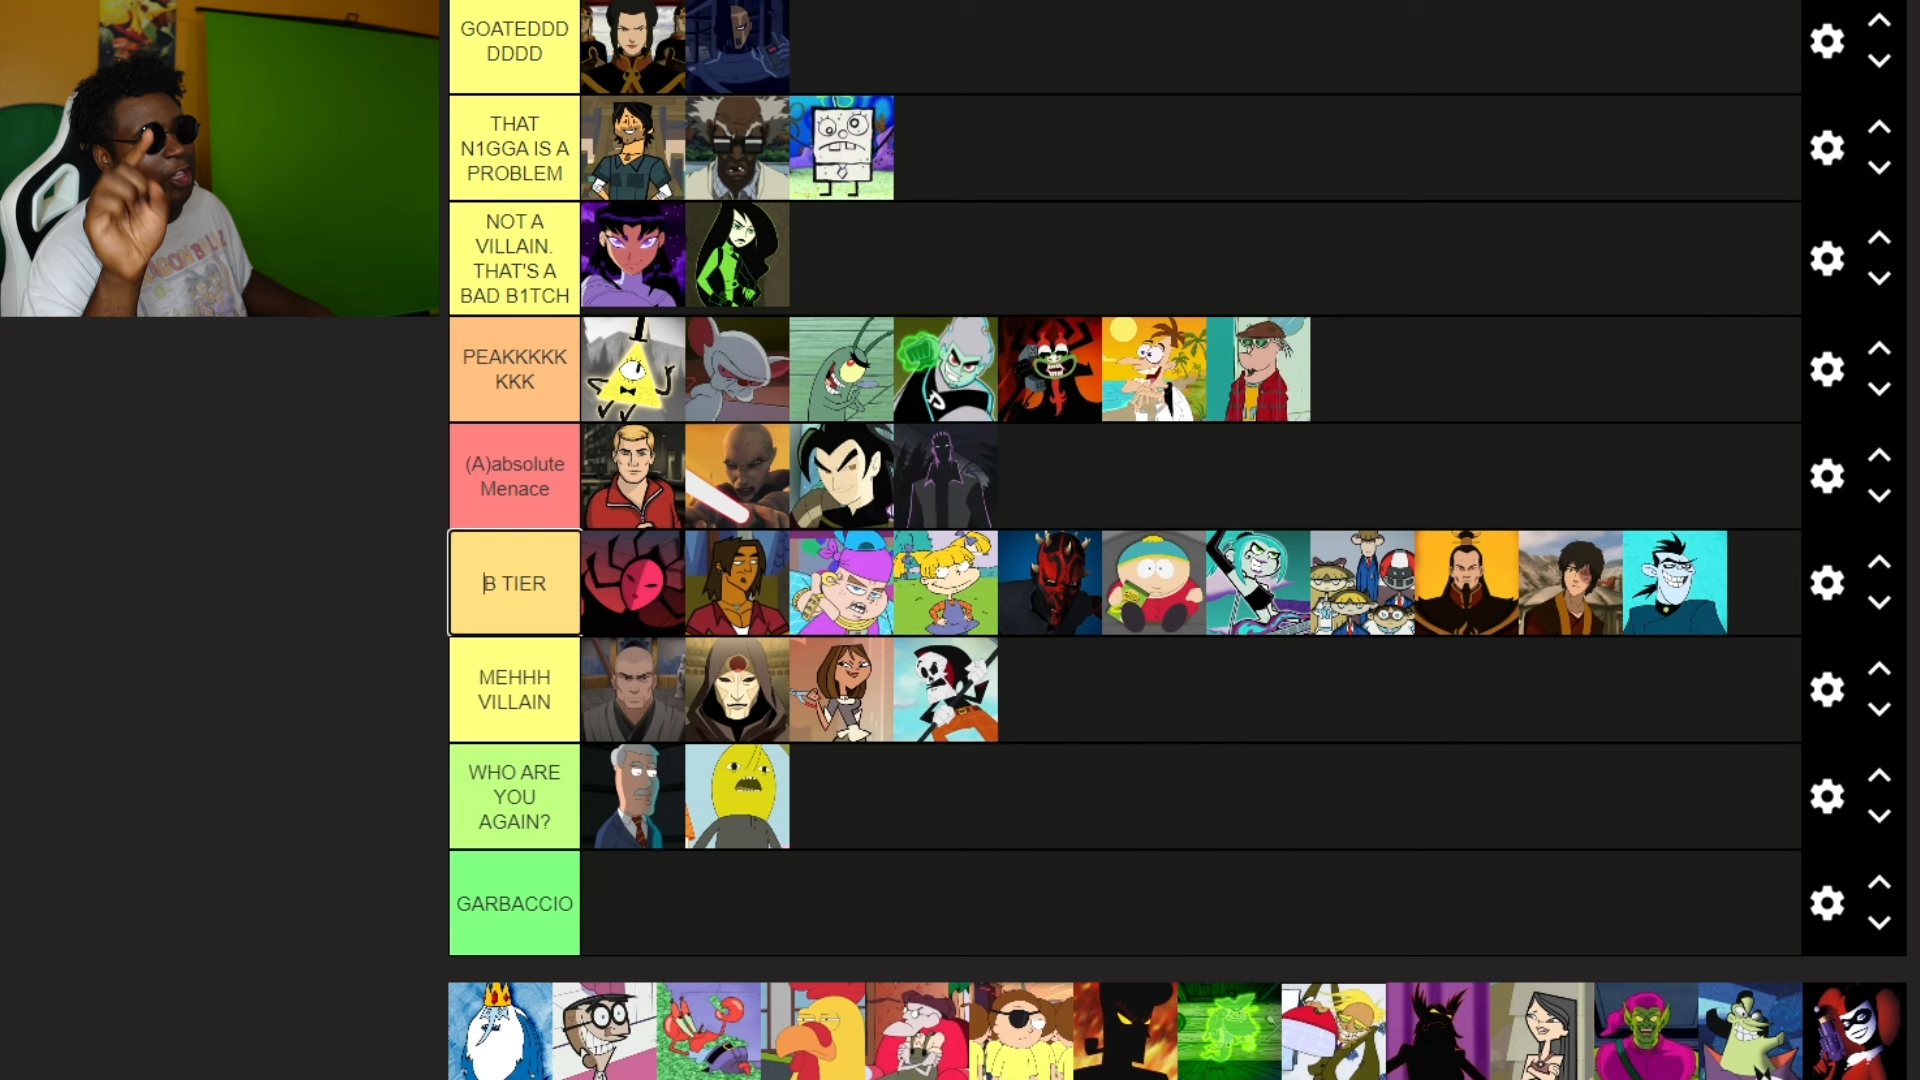 GOATEDDD
DDDD
THAT
N1GGA IS A
PROBLEM
NOT A
VILLAIN.
THAT'S A
BAD B1TCH
PEAKKKKK
KKK
(A)absolute
Menace
B TIER
MEHHH
VILLAIN
WHO ARE
YOU
AGAIN?
GARBACCIO